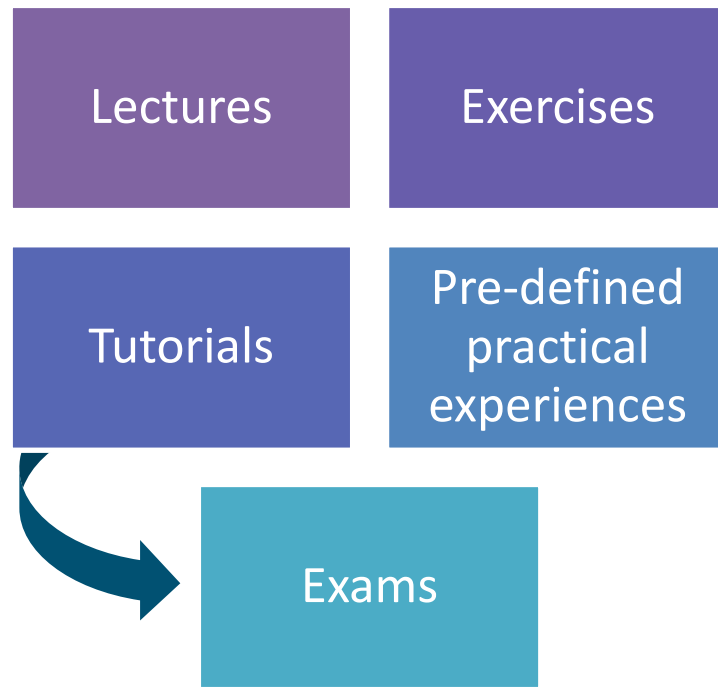 Lectures
Exercises
Tutorials
Pre-defined
practical
experiences
Exams